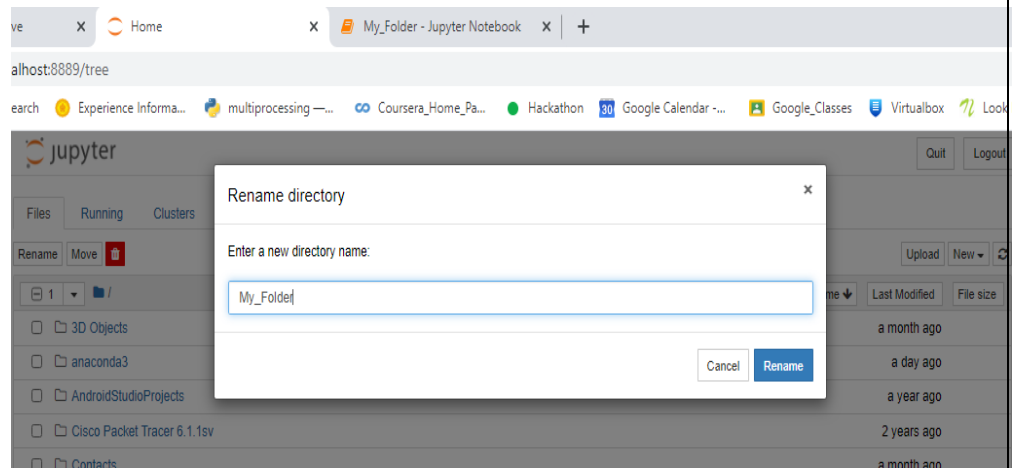 ve Home My_Folder - Jupyter Notebook
alhost:8889/tree
earch Experience Informa... multiprocessing —... Coursera_Home_Pa... Hackathon 30 Google Calendar -... Google_Classes Virtualbox Look
jupyter Quit Logout
Rename directory
Files Running Clusters
Enter a new directory name:
Rename Move Upload New
My_Folder
1 / me Last Modified File size
3D Objects a month ago
anaconda3 a day ago
Cancel Rename
AndroidStudioProjects a year ago
Cisco Packet Tracer 6.1.1sv 2 years ago
Contacts a month ago